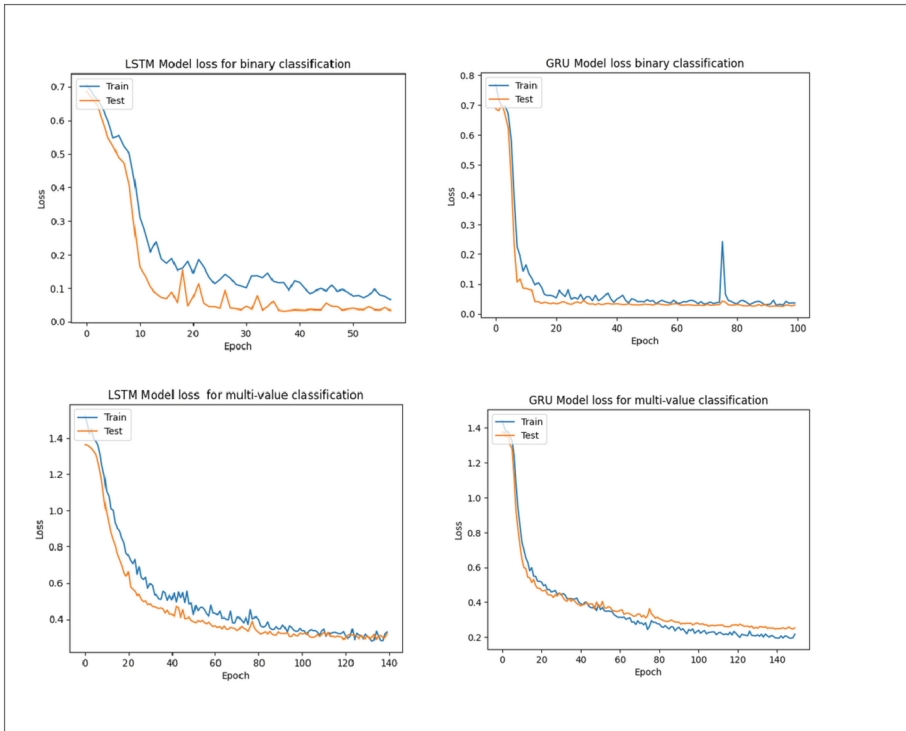 LSTM Model loss for binary classification
Train
Test
0.7
0.6
0.5
0.4
0.3
0.2
0.1
0.0
Loss
0
10
20
30
40
50
Epoch
GRU Model loss binary classification
Train
Test
0.8
0.7
0.6
0.5
0.4
0.3
0.2
0.1
0.0
Loss
0
20
40
60
80
100
Epoch
LSTM Model loss for multi-value classification
Train
Test
1.4
1.2
1.0
0.8
0.6
0.4
Loss
0
20
40
60
80
100
120
140
Epoch
GRU Model loss for multi-value classification
Train
Test
1.4
1.2
1.0
0.8
0.6
0.4
0.2
Loss
0
20
40
60
80
100
120
140
Epoch